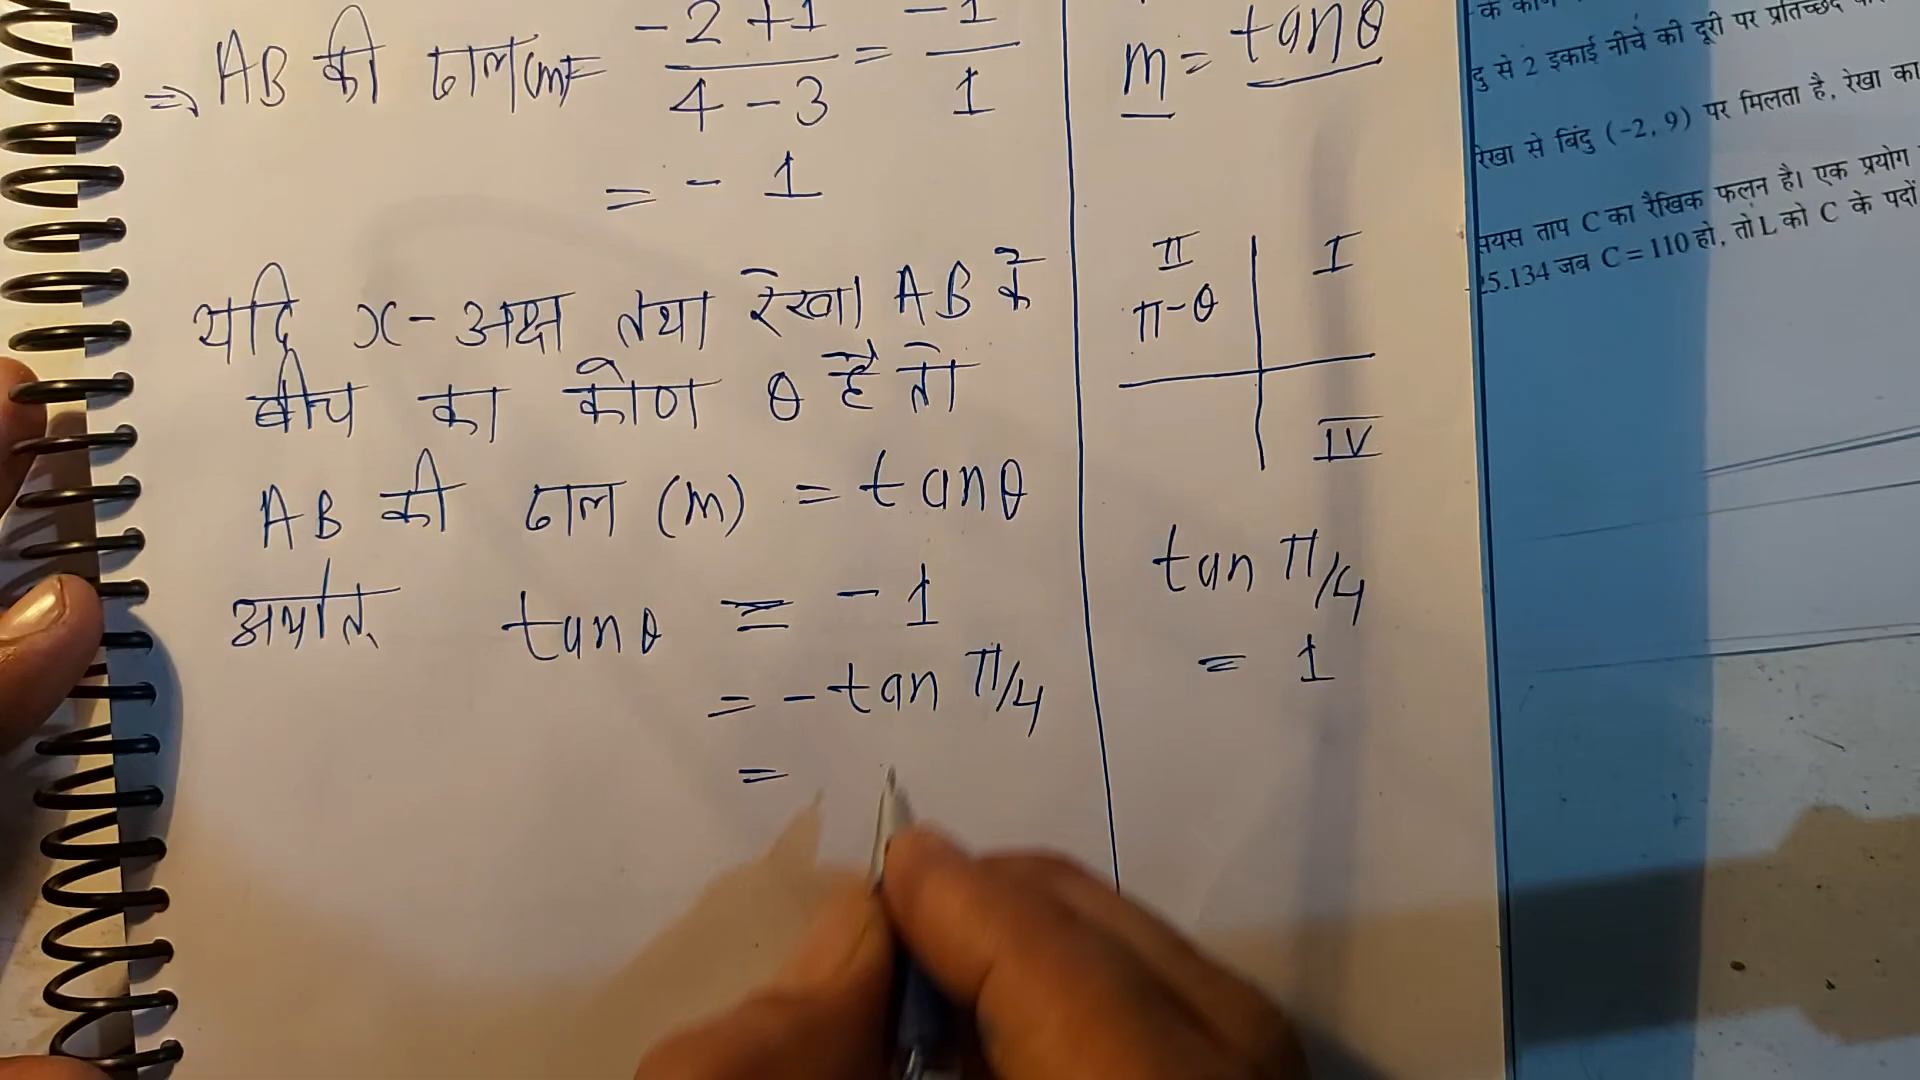 ⇒ AB की ढाल(m) = -2 + 1 / 4 - 3 = -1 / 1
= - 1
यदि x-अक्ष तथा रेखा AB के
बीच का कोण θ है तो
AB की ढाल (m) = tanθ
अर्थात् tanθ = - 1
= - tan π/4
=
m = tanθ
II I
π-θ
IV
tan π/4
= 1
दु से 2 इकाई नीचे की दूरी पर प्रतिच्छेद
रेखा से बिंदु (-2, 9) पर मिलता है, रेखा का
ताप C का रैखिक फलन है। एक प्रयोग
25.134 जब C = 110 हो, तो L को C के पदों